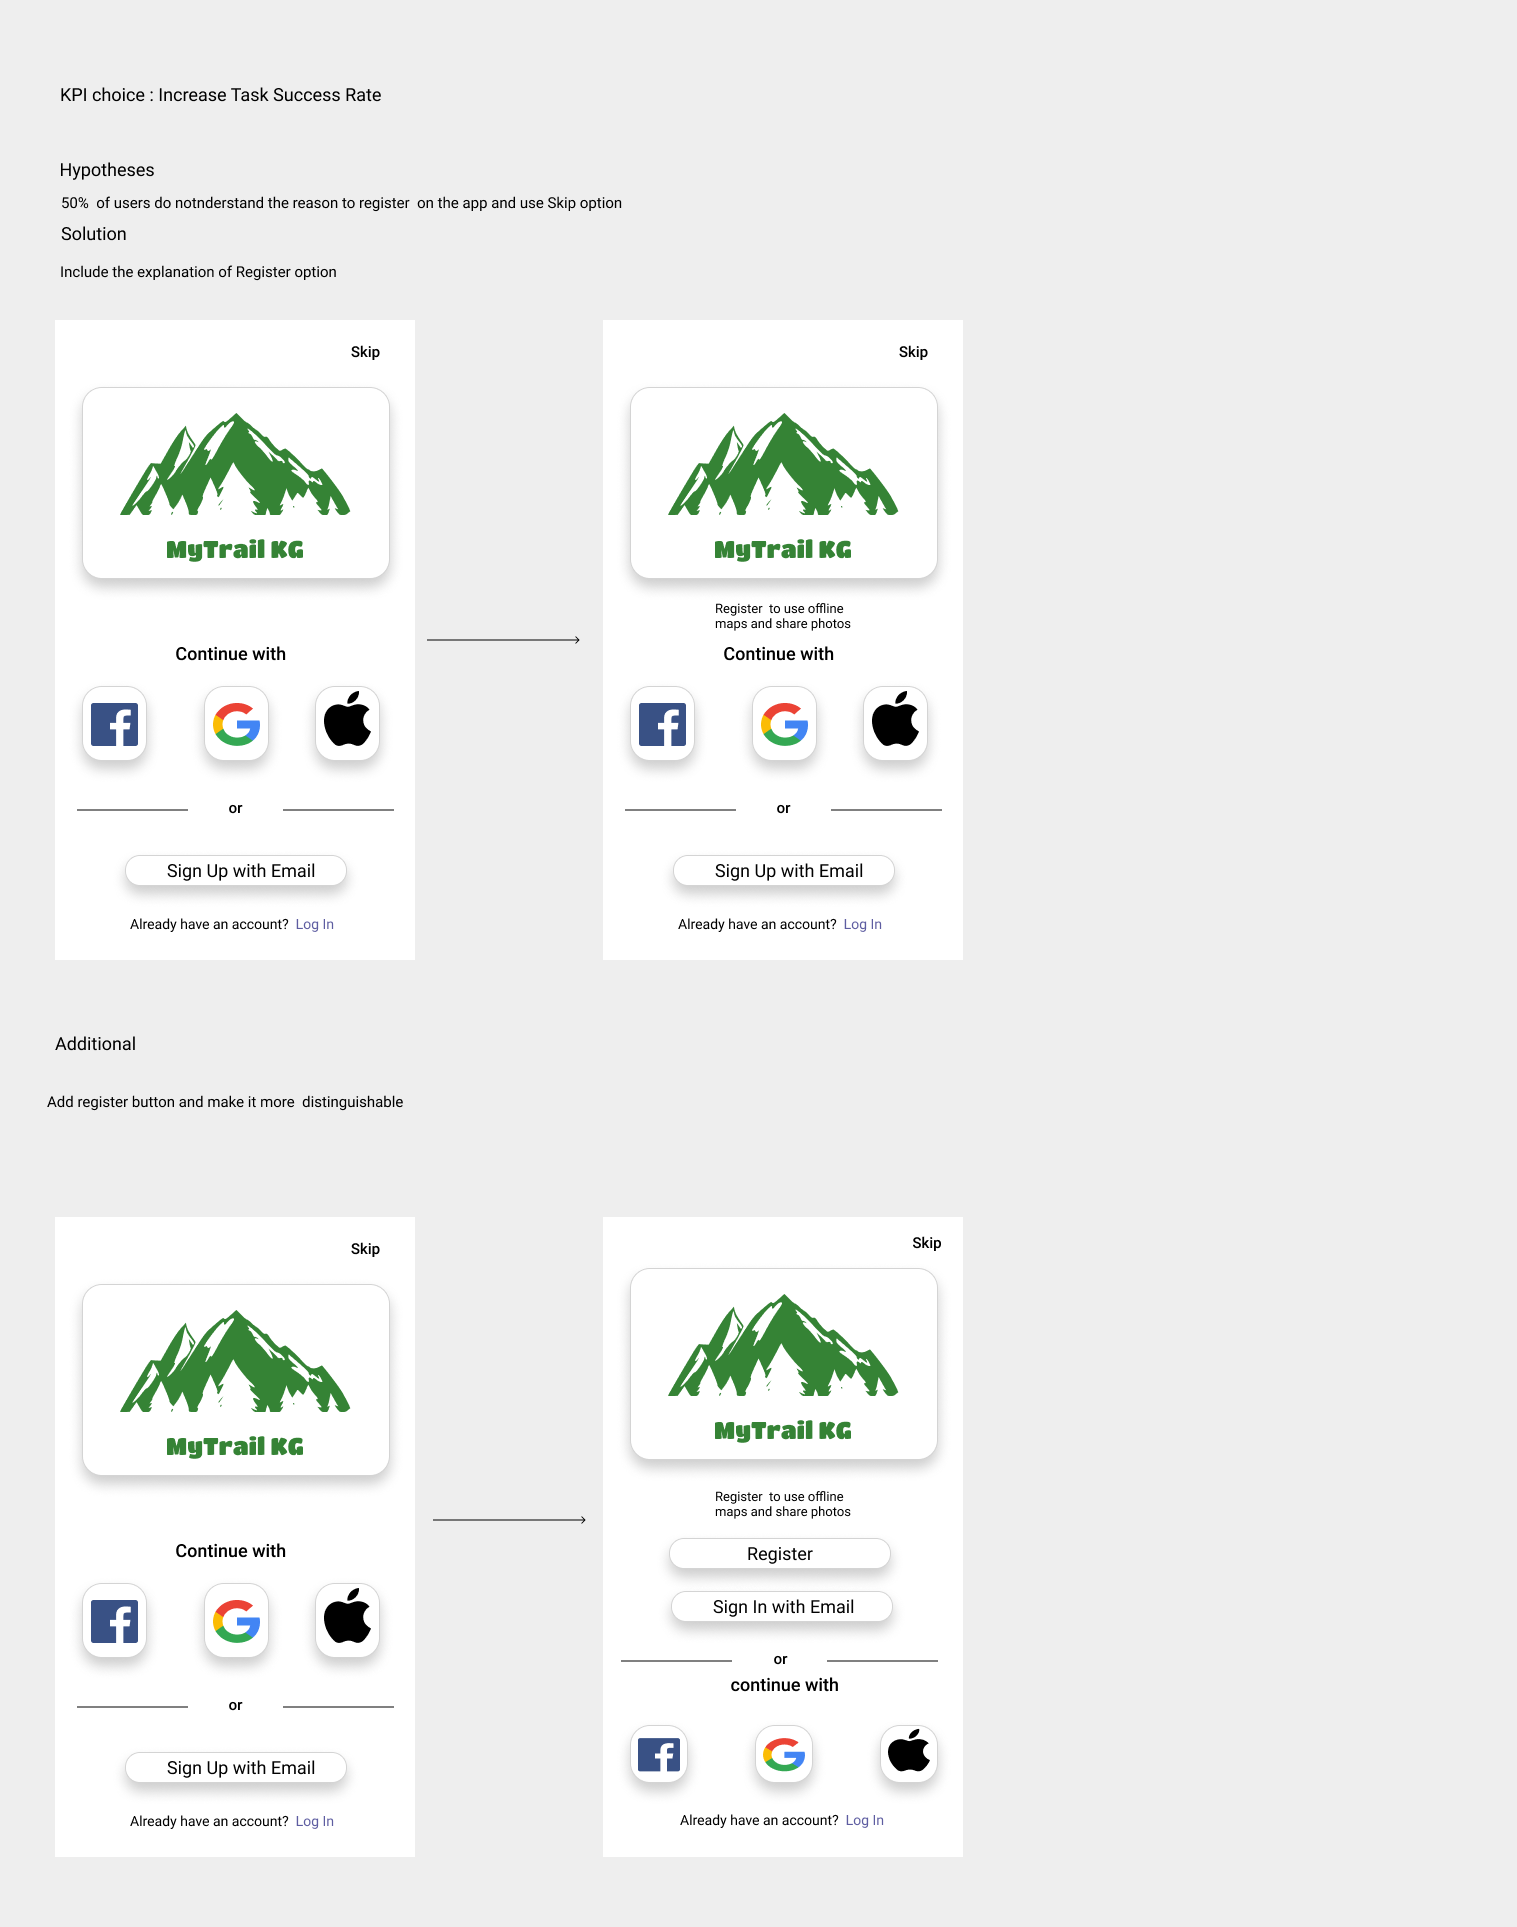 KPI choice : Increase Task Success Rate
Hypotheses
50%  of users do notnderstand the reason to register  on the app and use Skip option
Solution
Include the explanation of Register option
Skip
MyTrail KG
Continue with
or
Sign Up with Email
Already have an account?  Log In
Skip
MyTrail KG
Register  to use offline
maps and share photos
Continue with
or
Sign Up with Email
Already have an account?  Log In
Additional
Add register button and make it more  distinguishable
Skip
MyTrail KG
Continue with
or
Sign Up with Email
Already have an account?  Log In
Skip
MyTrail KG
Register  to use offline
maps and share photos
Register
Sign In with Email
or
continue with
Already have an account?  Log In